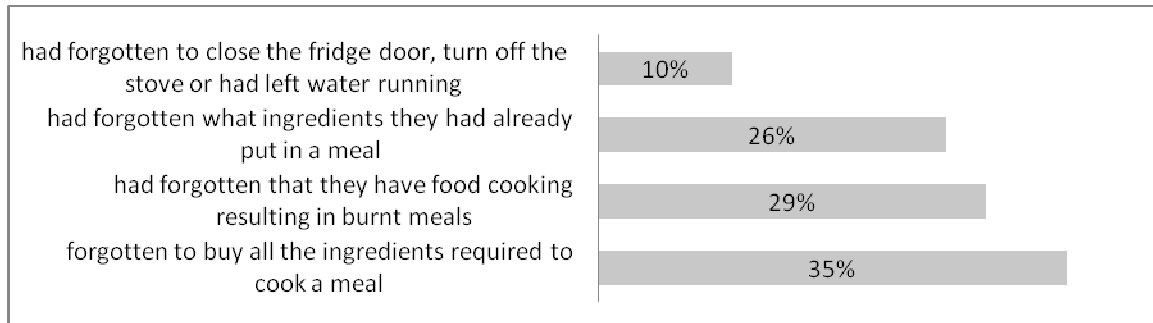 had forgotten to close the fridge door, turn off the
stove or had left water running
10%
had forgotten what ingredients they had already
put in a meal
26%
had forgotten that they have food cooking
resulting in burnt meals
29%
forgotten to buy all the ingredients required to
cook a meal
35%